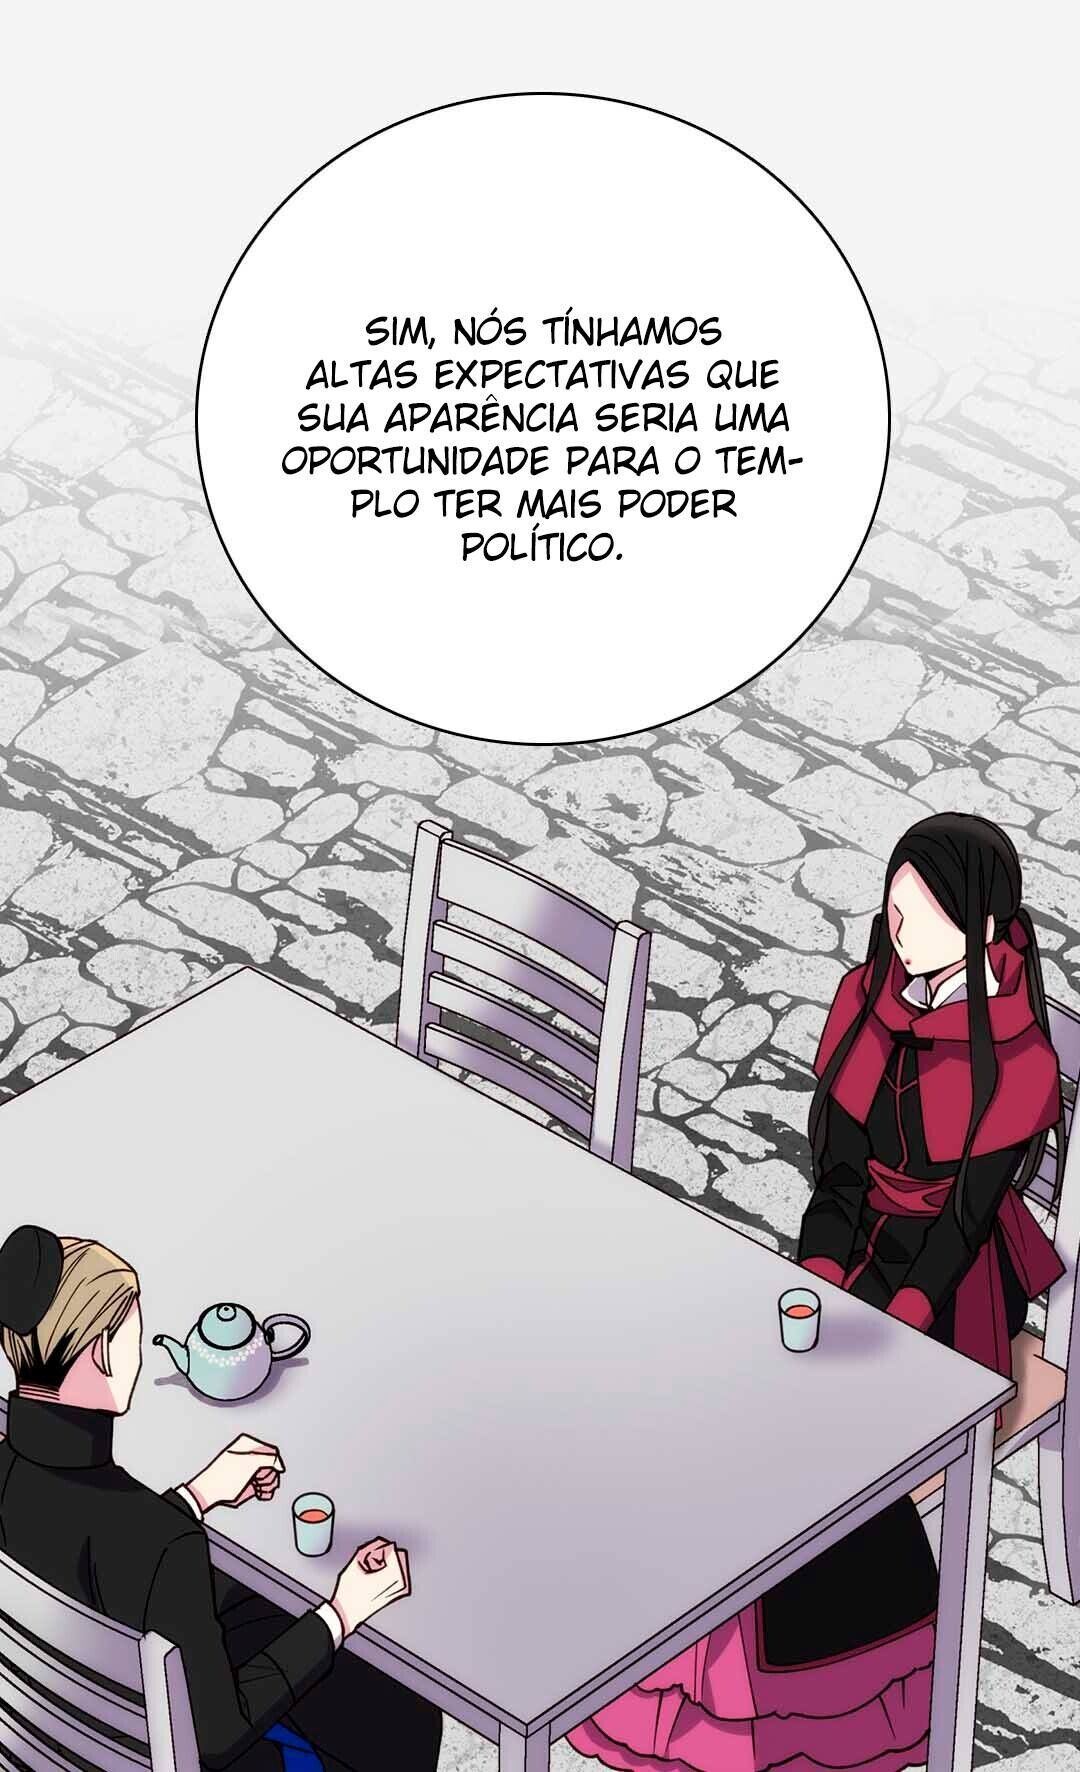 SIM, NÓS TÍNHAMOS
ALTAS EXPECTATIVAS QUE
SUA APARÊNCIA SERIA UMA
OPORTUNIDADE PARA O TEM-
PLO TER MAIS PODER
POLÍTICO.